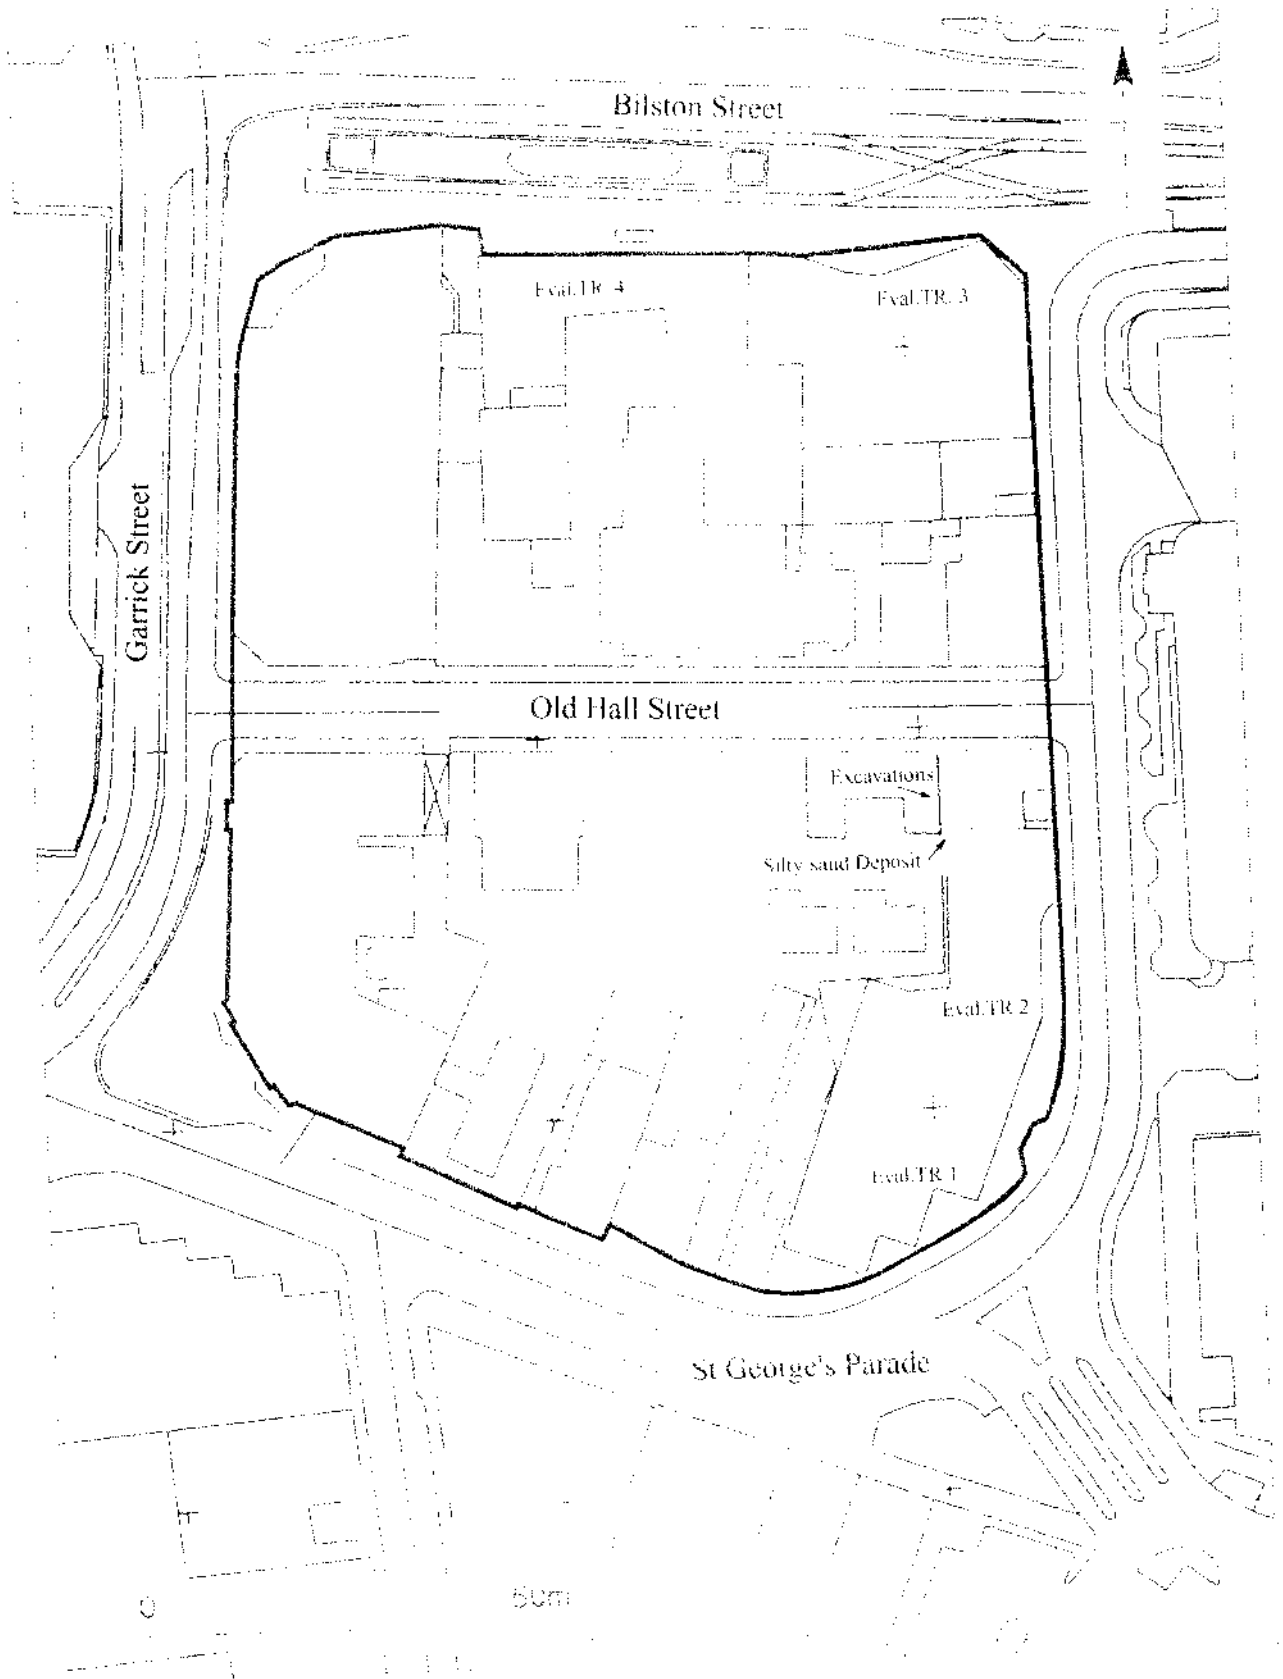 Bilston Street
Eval.TR. 4
Eval.TR. 3
Garrick Street
Old Hall Street
Excavations
Silty sand Deposit
Eval.TR 2
Eval.TR 1
St George's Parade
0
50m